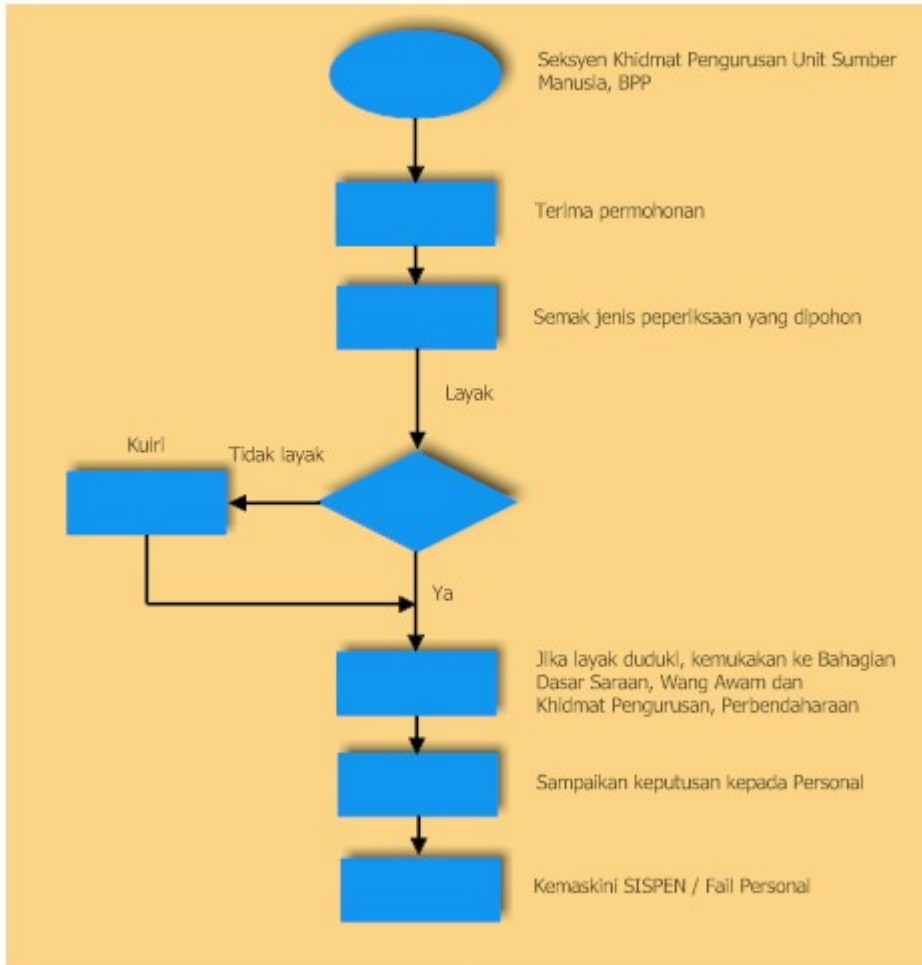 Seksyen Khidmat Pengurusan Unit Sumber
Manusia, BPP
Terima permohonan
Semak jenis peperiksaan yang dipohon
Layak
Kuiri
Tidak layak
Ya
Jika layak duduki, kemukakan ke Bahagian
Dasar Saraan, Wang Awam dan
Khidmat Pengurusan, Perbendaharaan
Sampaikan keputusan kepada Personal
Kemaskini SISPEN / Fail Personal